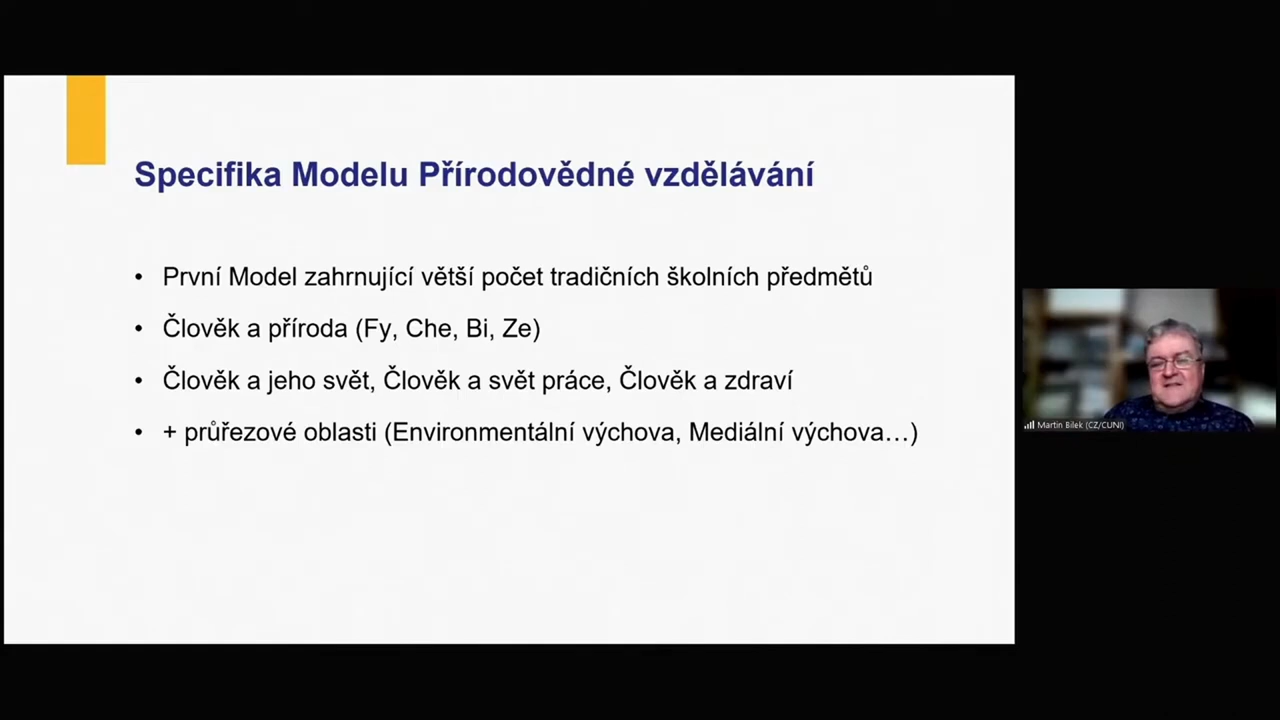 Specifika Modelu Přírodovědné vzdělávání
• První Model zahrnující větší počet tradičních školních předmětů
• Člověk a příroda (Fy, Che, Bi, Ze)
• Člověk a jeho svět, Člověk a svět práce, Člověk a zdraví
• + průřezové oblasti (Environmentální výchova, Mediální výchova…)
Martin Bílek (CZ/CUNI)